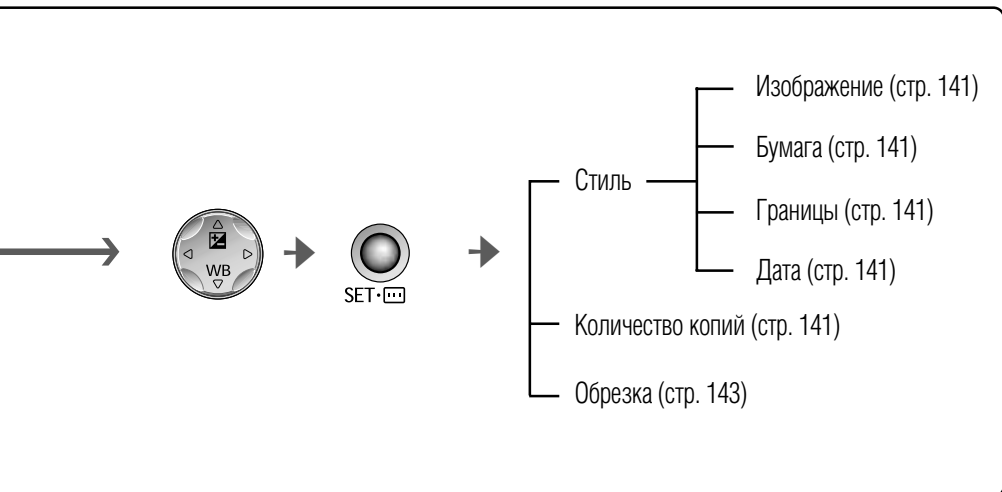 Изображение (стр. 141)
Бумага (стр. 141)
Стиль
Границы (стр. 141)
WB
Дата (стр. 141)
SET·
Количество копий (стр. 141)
Обрезка (стр. 143)